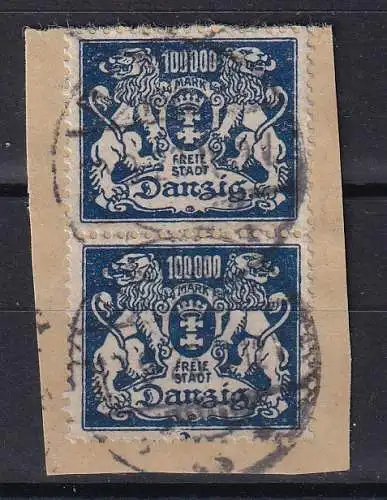 100000
MARK
FREIE
STADT
Danzig
100000
MARK
FREIE
STADT
Danzig